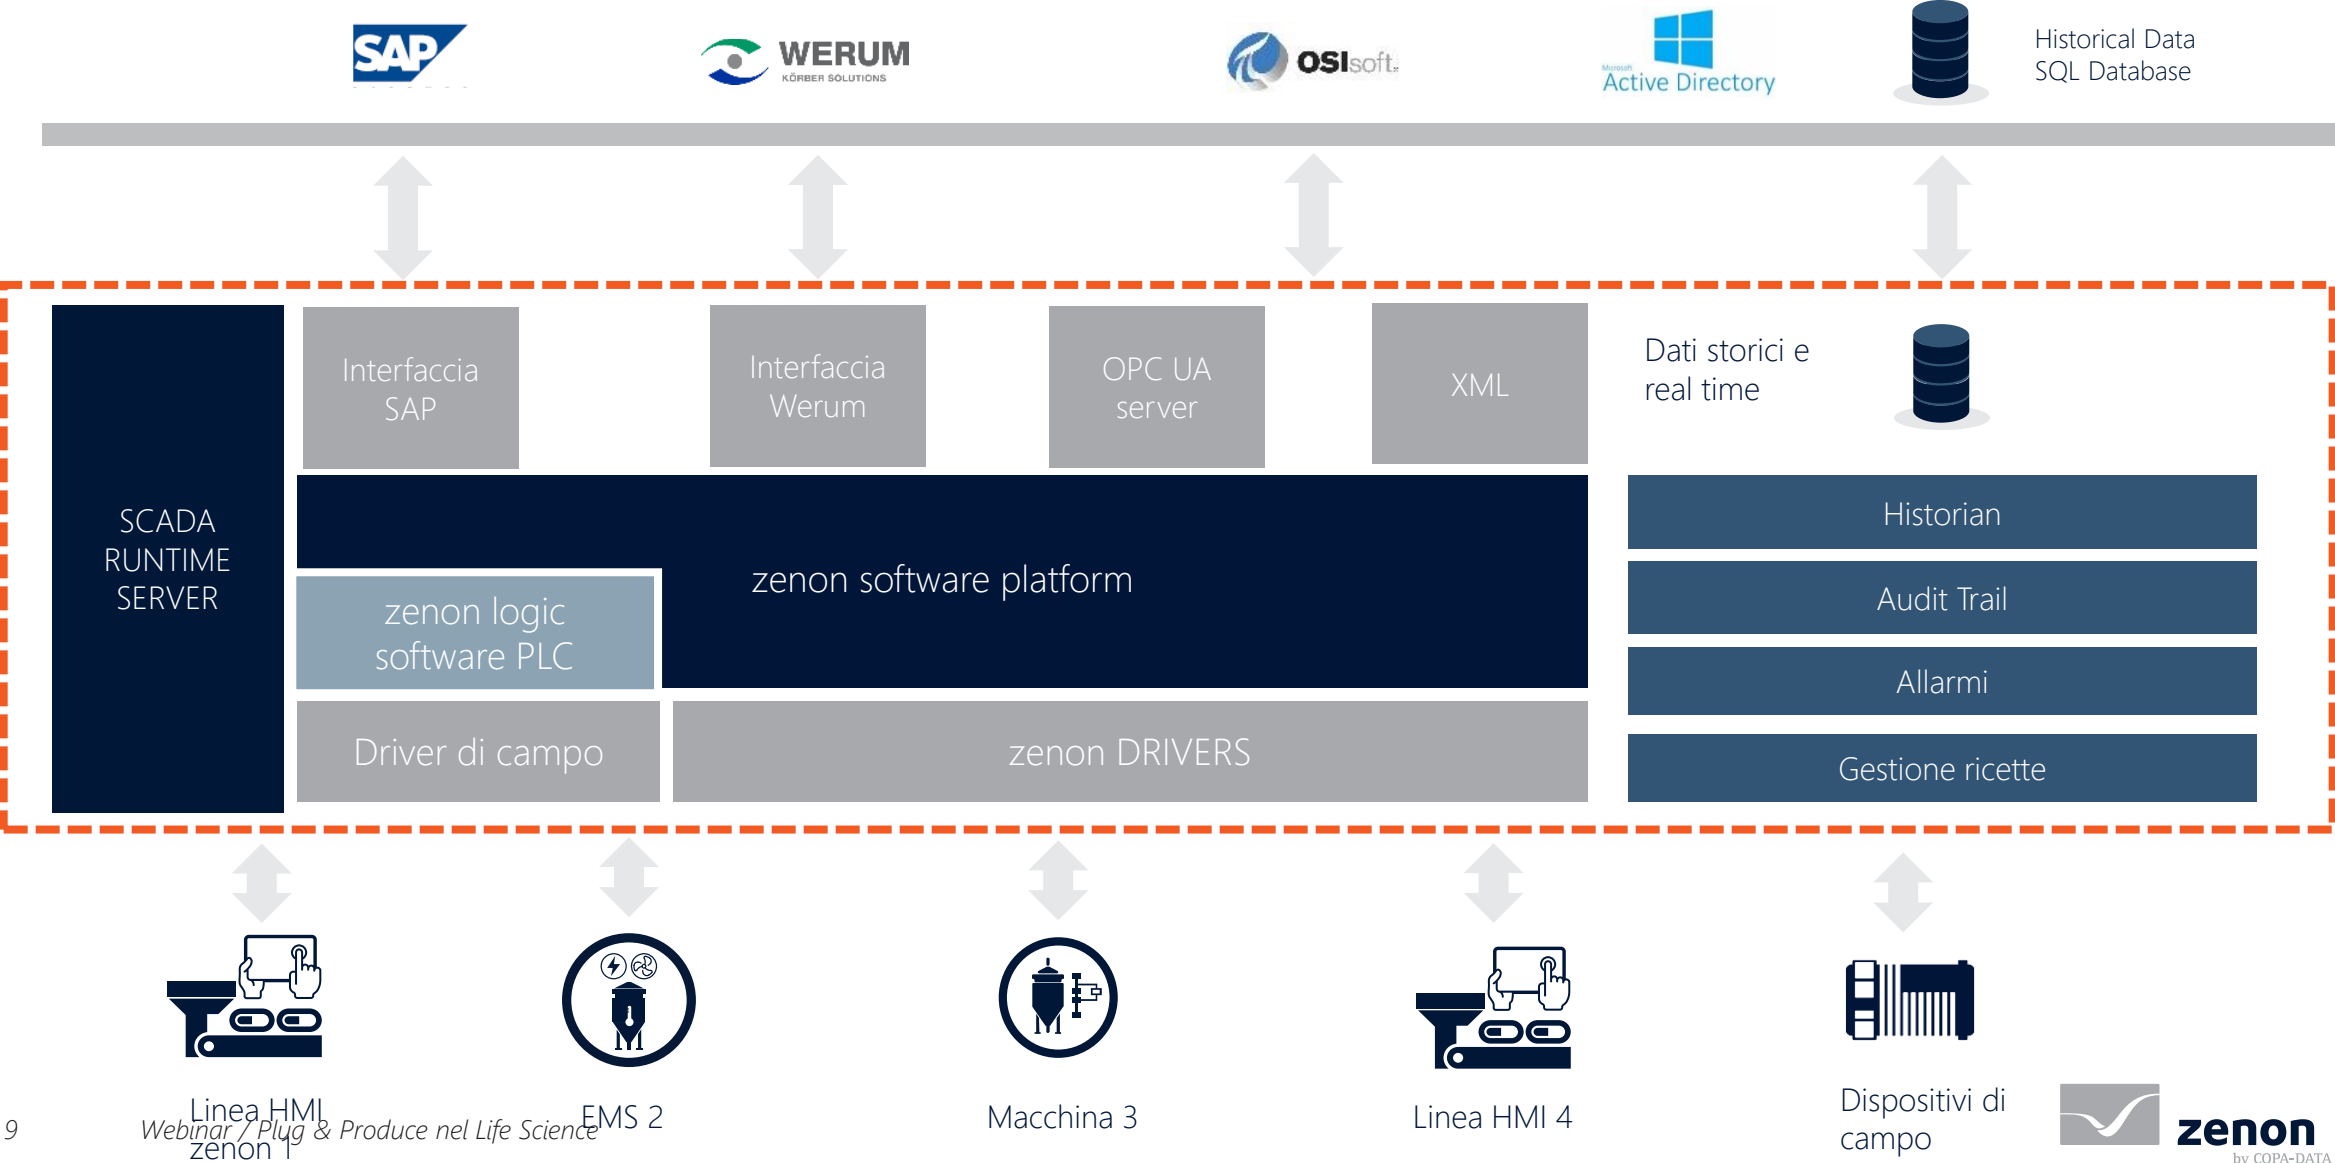 SAP
WERUM
KÖRBER SOLUTIONS
OSIsoft.
Microsoft
Active Directory
Historical Data
SQL Database
SCADA
RUNTIME
SERVER
Interfaccia
SAP
Interfaccia
Werum
OPC UA
server
XML
Dati storici e
real time
zenon software platform
zenon logic
software PLC
Driver di campo
zenon DRIVERS
Historian
Audit Trail
Allarmi
Gestione ricette
Linea HMI
zenon 1
EMS 2
Macchina 3
Linea HMI 4
Dispositivi di
campo
9
Webinar / Plug & Produce nel Life Science
zenon
by COPA-DATA